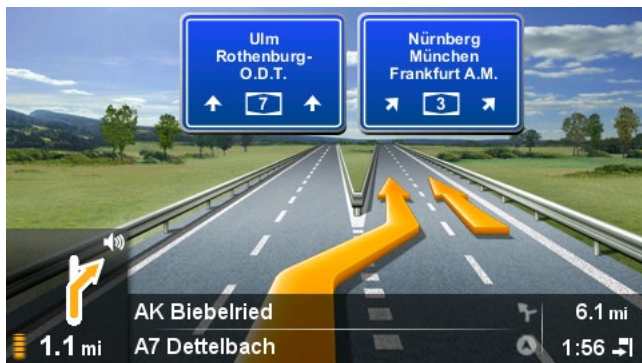 Ulm
Rothenburg-
O.D.T.
7
Nürnberg
München
Frankfurt A.M.
3
AK Biebelried
6.1 mi
1.1 mi
A7 Dettelbach
1:56